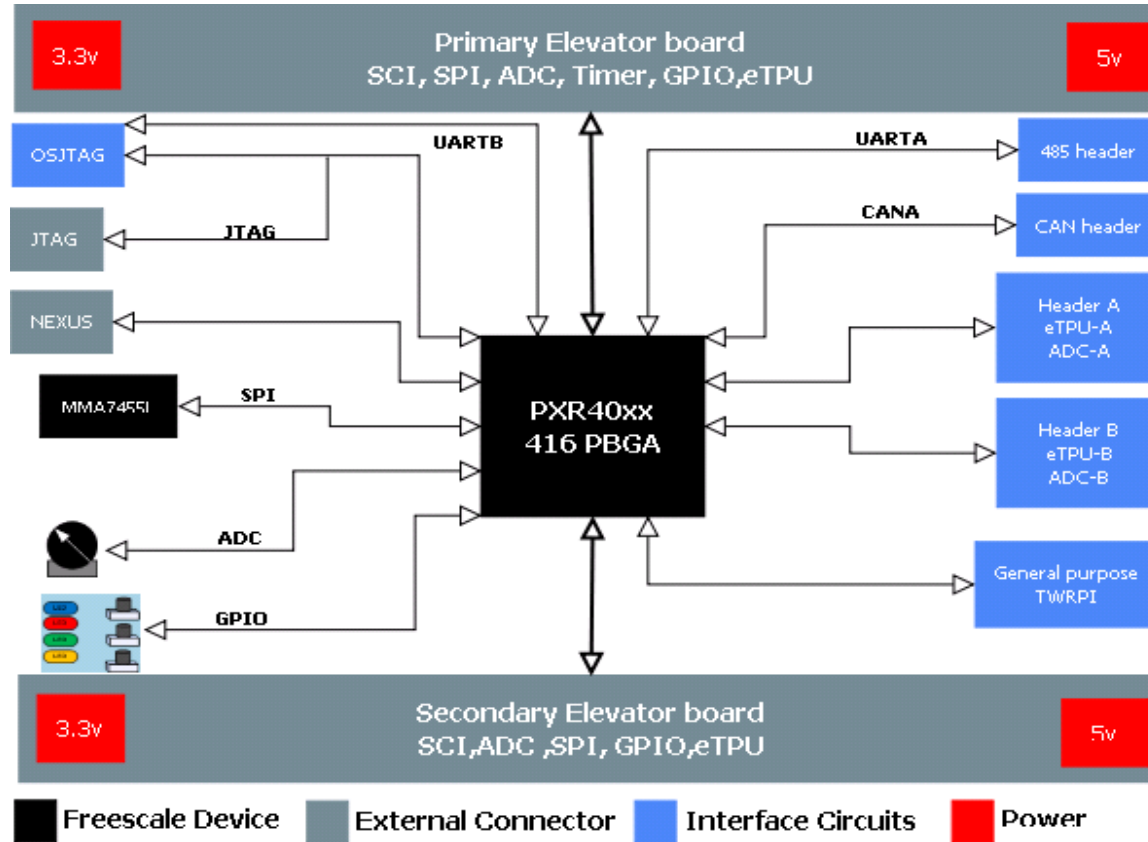 3.3v
Primary Elevator board
SCI, SPI, ADC, Timer, GPIO,eTPU
5v
OSJTAG
UARTB
UARTA
485 header
JTAG
JTAG
CANA
CAN header
NEXUS
Header A
eTPU-A
ADC-A
MMA7455L
SPI
PXR40xx
416 PBGA
Header B
eTPU-B
ADC-B
ADC
General purpose
TWRPI
GPIO
3.3v
Secondary Elevator board
SCI,ADC ,SPI, GPIO,eTPU
5v
Freescale Device
External Connector
Interface Circuits
Power